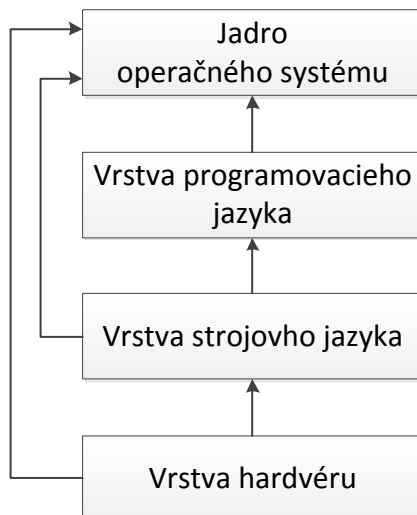 Jadro
operačného systému
Vrstva programovacieho
jazyka
Vrstva strojovho jazyka
Vrstva hardvéru